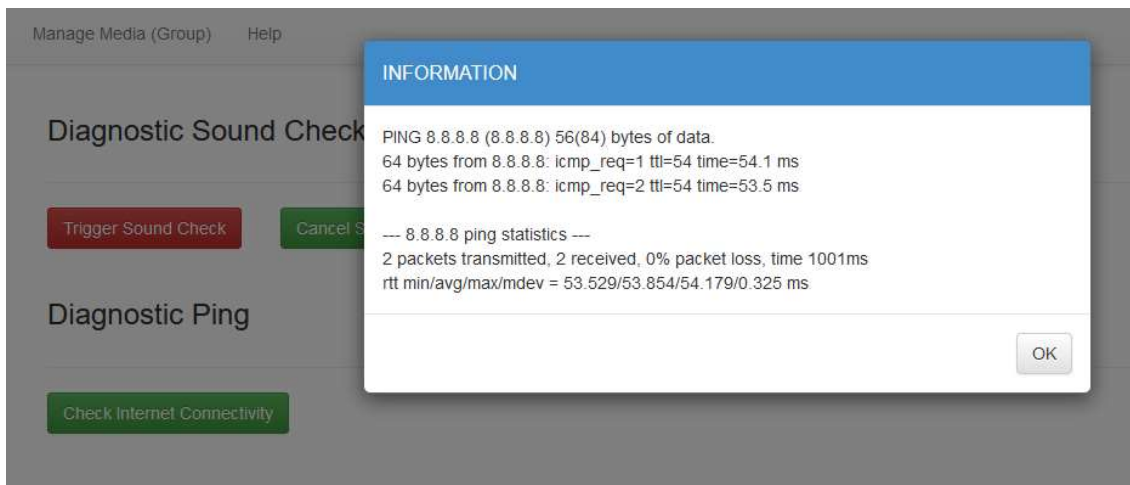 Manage Media (Group) Help
INFORMATION
Diagnostic Sound Check
PING 8.8.8.8 (8.8.8.8) 56(84) bytes of data.
64 bytes from 8.8.8.8: icmp_req=1 ttl=54 time=54.1 ms
64 bytes from 8.8.8.8: icmp_req=2 ttl=54 time=53.5 ms
Trigger Sound Check
Cancel S
--- 8.8.8.8 ping statistics ---
2 packets transmitted, 2 received, 0% packet loss, time 1001ms
rtt min/avg/max/mdev = 53.529/53.854/54.179/0.325 ms
Diagnostic Ping
OK
Check Internet Connectivity